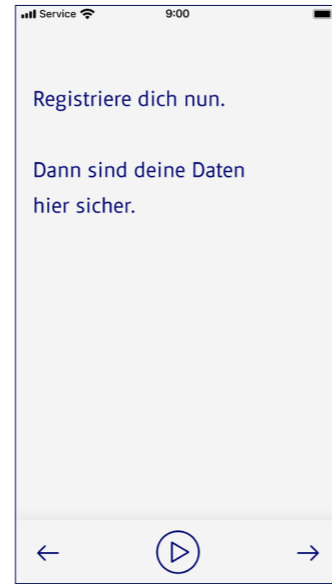 Service 9:00
Registriere dich nun.
Dann sind deine Daten
hier sicher.